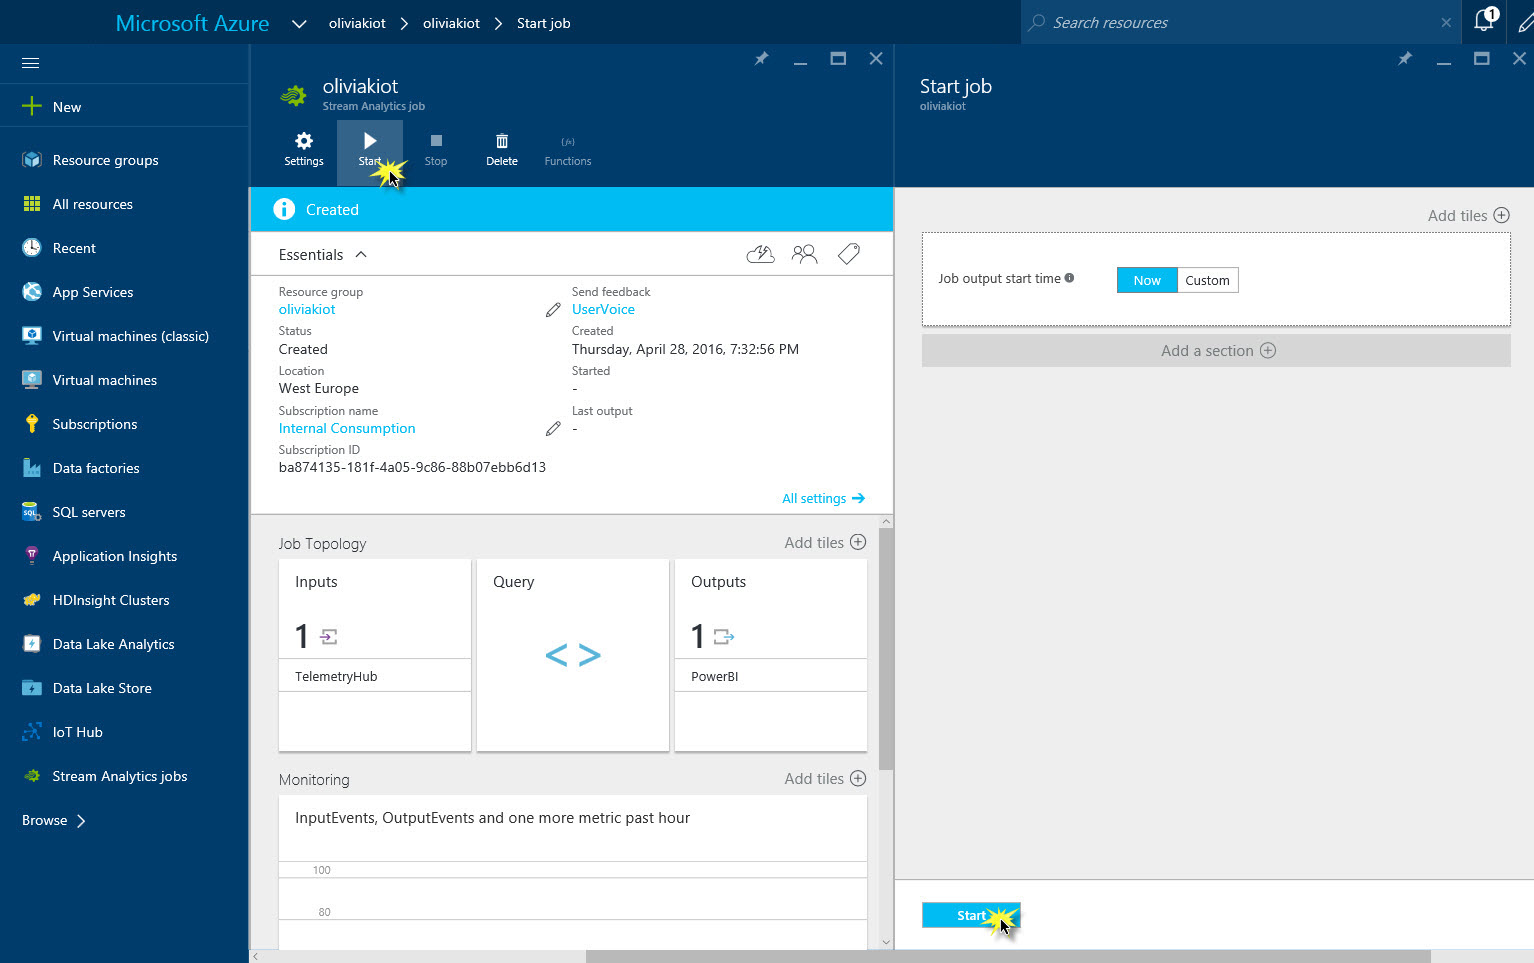 Microsoft Azure
oliviakiot
oliviakiot
Start job
Search resources
1
New
Resource groups
All resources
Recent
App Services
Virtual machines (classic)
Virtual machines
Subscriptions
Data factories
SQL
SQL servers
Application Insights
HDInsight Clusters
Data Lake Analytics
Data Lake Store
IoT Hub
Stream Analytics jobs
Browse
oliviakiot
Stream Analytics job
Settings
Start
Stop
Delete
Functions
Created
Essentials
Resource group
oliviakiot
Status
Created
Location
West Europe
Subscription name
Internal Consumption
Subscription ID
ba874135-181f-4a05-9c86-88b07ebb6d13
Send feedback
UserVoice
Created
Thursday, April 28, 2016, 7:32:56 PM
Started
-
Last output
-
All settings
Job Topology
Add tiles
Inputs
1
TelemetryHub
Query
< >
Outputs
1
PowerBI
Monitoring
Add tiles
InputEvents, OutputEvents and one more metric past hour
100
80
Start job
oliviakiot
Add tiles
Job output start time
Now
Custom
Add a section
Start